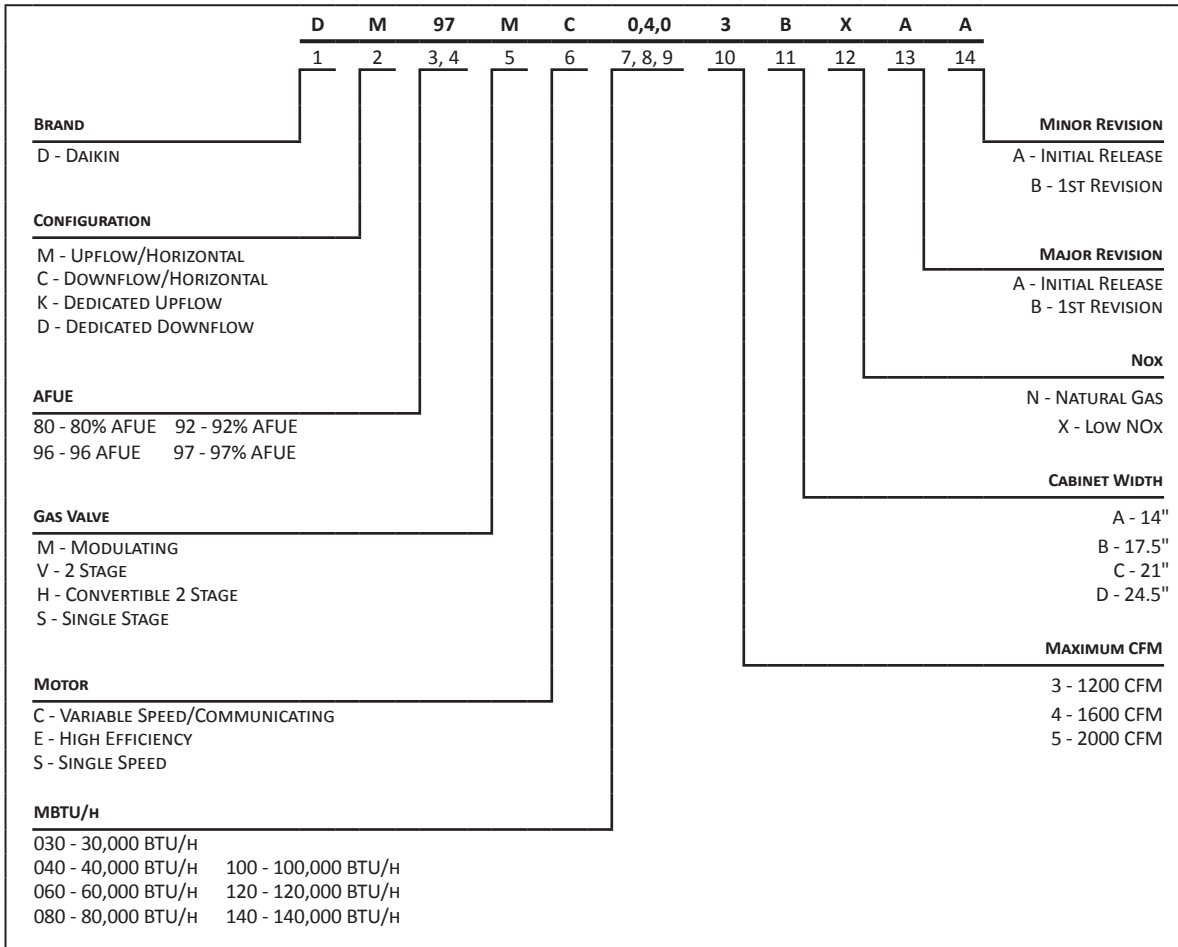 D M 97 M C 0,4,0 3 B X A A
1 2 3, 4 5 6 7, 8, 9 10 11 12 13 14
BRAND
D - DAIKIN
CONFIGURATION
M - UPFLOW/HORIZONTAL
C - DOWNFLOW/HORIZONTAL
K - DEDICATED UPFLOW
D - DEDICATED DOWNFLOW
AFUE
80 - 80% AFUE 92 - 92% AFUE
96 - 96 AFUE 97 - 97% AFUE
GAS VALVE
M - MODULATING
V - 2 STAGE
H - CONVERTIBLE 2 STAGE
S - SINGLE STAGE
MOTOR
C - VARIABLE SPEED/COMMUNICATING
E - HIGH EFFICIENCY
S - SINGLE SPEED
MBTU/H
030 - 30,000 BTU/H
040 - 40,000 BTU/H 100 - 100,000 BTU/H
060 - 60,000 BTU/H 120 - 120,000 BTU/H
080 - 80,000 BTU/H 140 - 140,000 BTU/H
MINOR REVISION
A - INITIAL RELEASE
B - 1ST REVISION
MAJOR REVISION
A - INITIAL RELEASE
B - 1ST REVISION
NOX
N - NATURAL GAS
X - LOW NOX
CABINET WIDTH
A - 14"
B - 17.5"
C - 21"
D - 24.5"
MAXIMUM CFM
3 - 1200 CFM
4 - 1600 CFM
5 - 2000 CFM